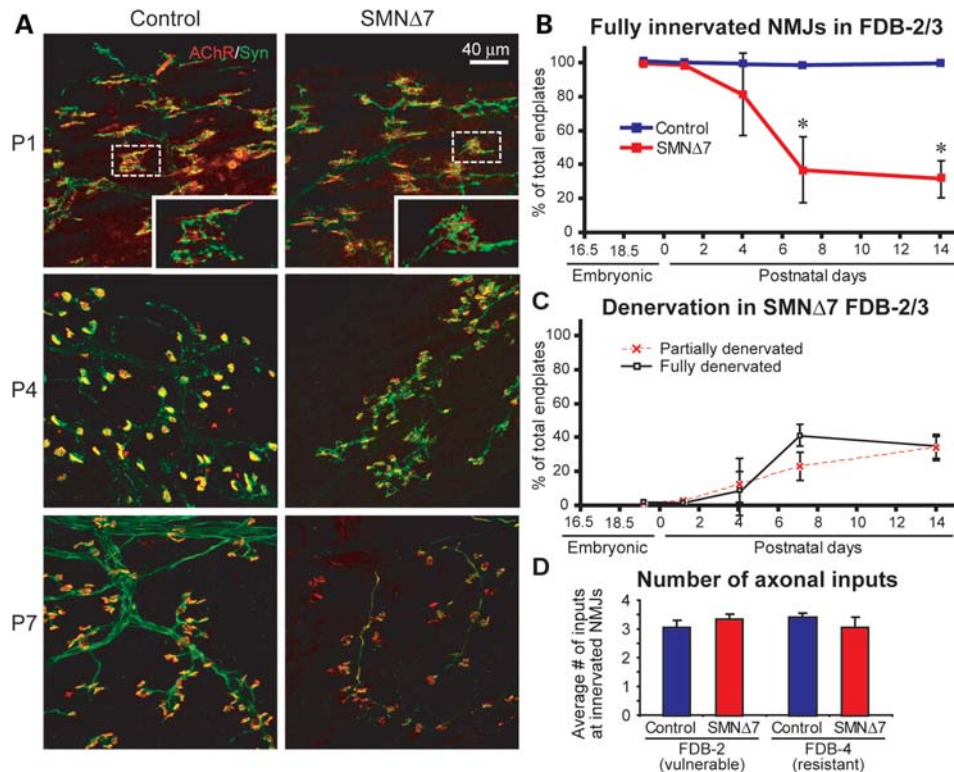 A
Control
SMNΔ7
AChR/Syn
40 μm
P1
P4
P7
B
Fully innervated NMJs in FDB-2/3
% of total endplates
100
80
60
40
20
0
Control
SMNΔ7
*
*
16.5 18.5 0 2 4 6 8 10 12 14
Embryonic Postnatal days
C
Denervation in SMNΔ7 FDB-2/3
% of total endplates
100
80
60
40
20
0
Partially denervated
Fully denervated
16.5 18.5 0 2 4 6 8 10 12 14
Embryonic Postnatal days
D
Number of axonal inputs
Average # of inputs
at innervated NMJs
4
3
2
1
0
Control SMNΔ7 Control SMNΔ7
FDB-2 FDB-4
(vulnerable) (resistant)